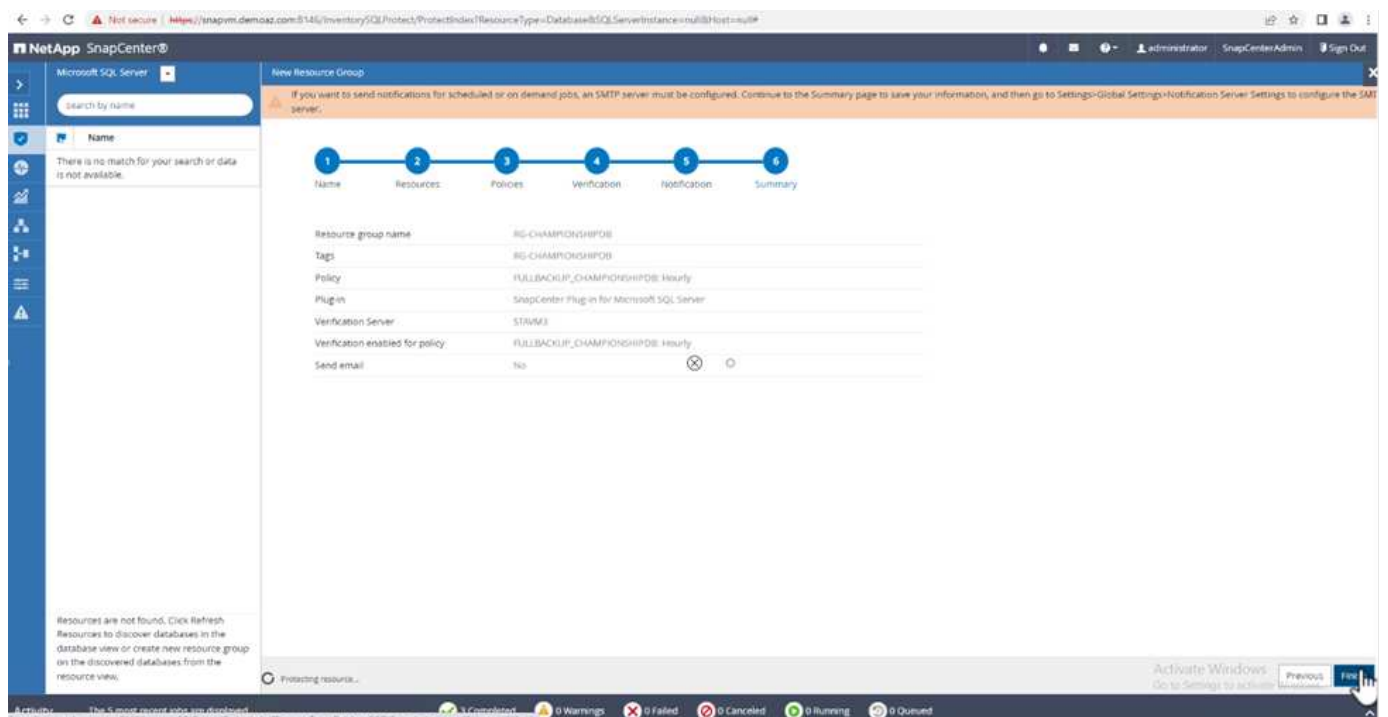 Not secure | https://snapvm.demoaz.com:8146/InventorySQLProtect/ProtectIndex?ResourceType=Database&SQLServerInstance=null&Host=null#
NetApp SnapCenter®
administrator SnapCenterAdmin Sign Out
Microsoft SQL Server
New Resource Group
search by name
If you want to send notifications for scheduled or on demand jobs, an SMTP server must be configured. Continue to the Summary page to save your information, and then go to Settings>Global Settings>Notification Server Settings to configure the SMT
server.
Name
There is no match for your search or data
is not available.
1 2 3 4 5 6
Name Resources Policies Verification Notification Summary
Resource group name RG-CHAMPIONSHIPDB
Tags RG-CHAMPIONSHIPDB
Policy FULLBACKUP_CHAMPIONSHIPDB: Hourly
Plug-in SnapCenter Plug-in for Microsoft SQL Server
Verification Server STAVM3
Verification enabled for policy FULLBACKUP_CHAMPIONSHIPDB: Hourly
Send email No
Resources are not found. Click Refresh
Resources to discover databases in the
database view or create new resource group
on the discovered databases from the
resource view.
Protecting resource...
Activate Windows
Go to Settings to activate
Previous
Activity The 5 most recent jobs are displayed 3 Completed 0 Warnings 0 Failed 0 Canceled 0 Running 0 Queued